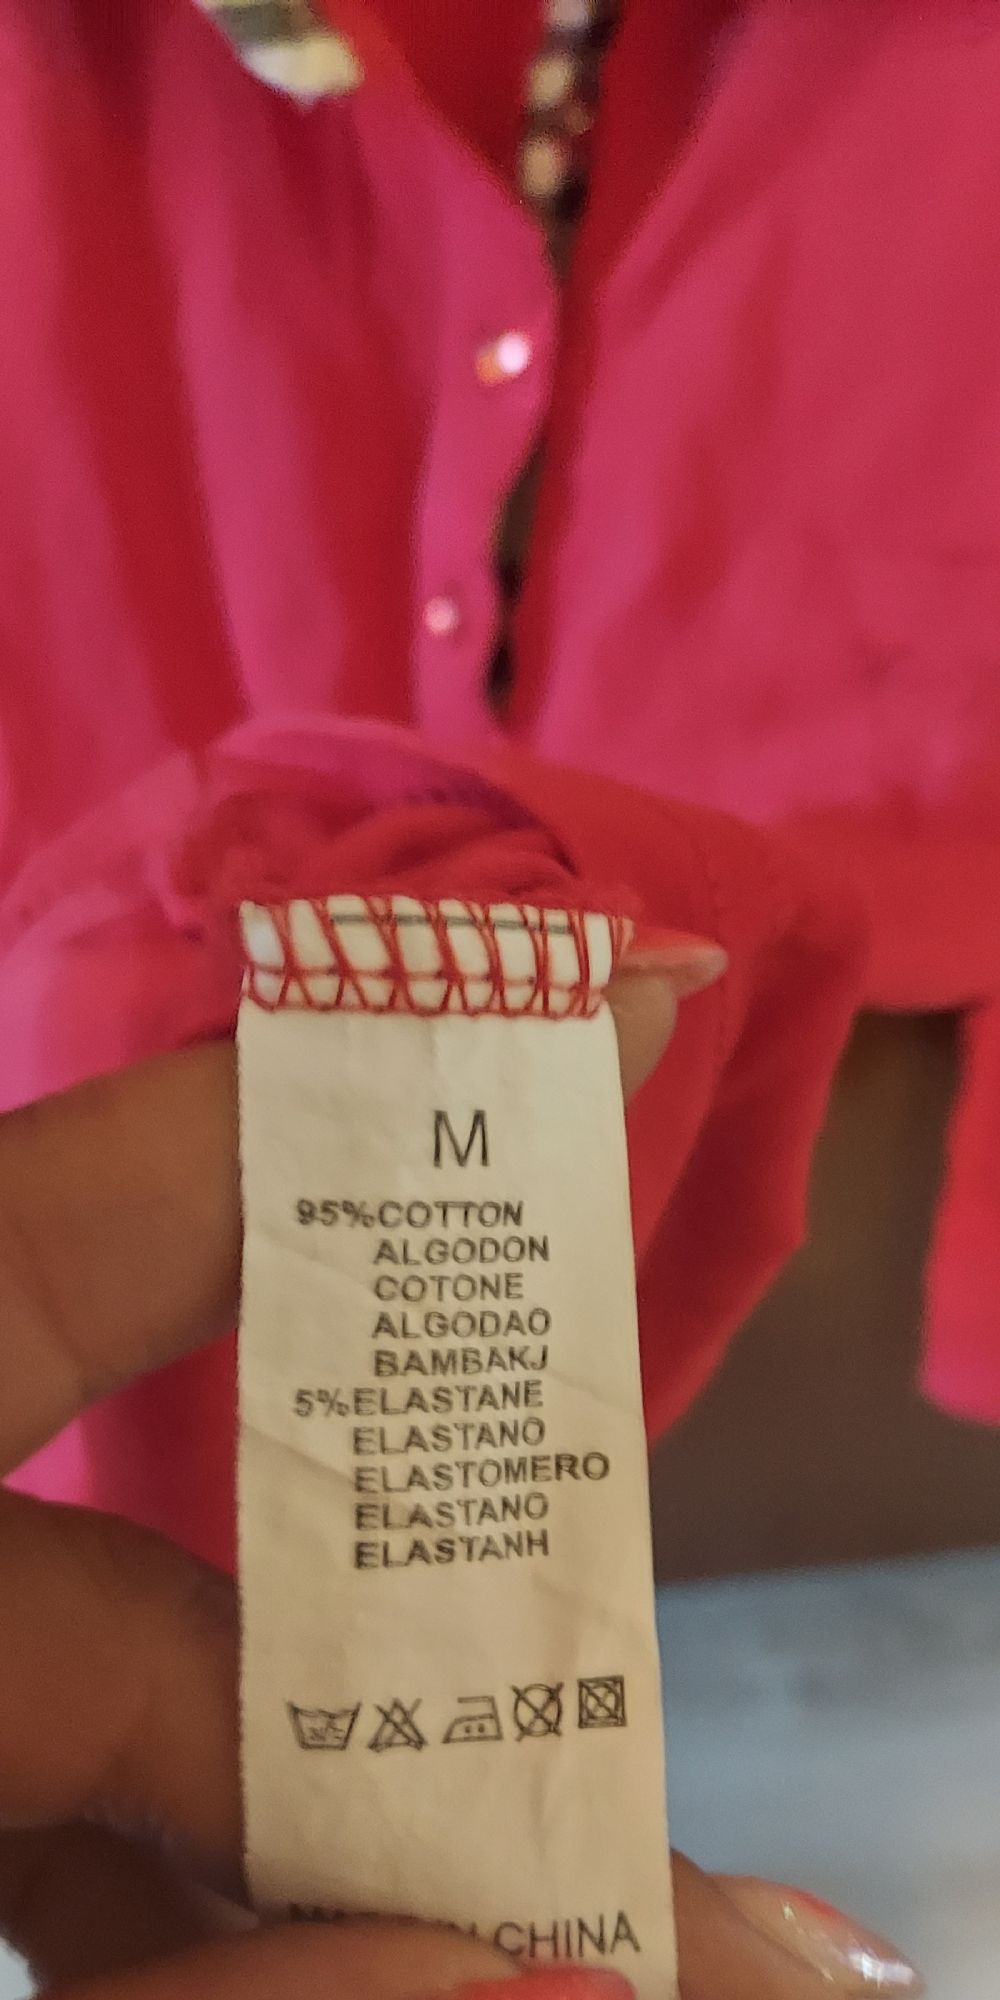 M
95%COTTON
ALGODON
COTONE
ALGODAO
BAMBAKJ
5%ELASTANE
ELASTANO
ELASTOMERO
ELASTANO
ELASTANH
CHINA